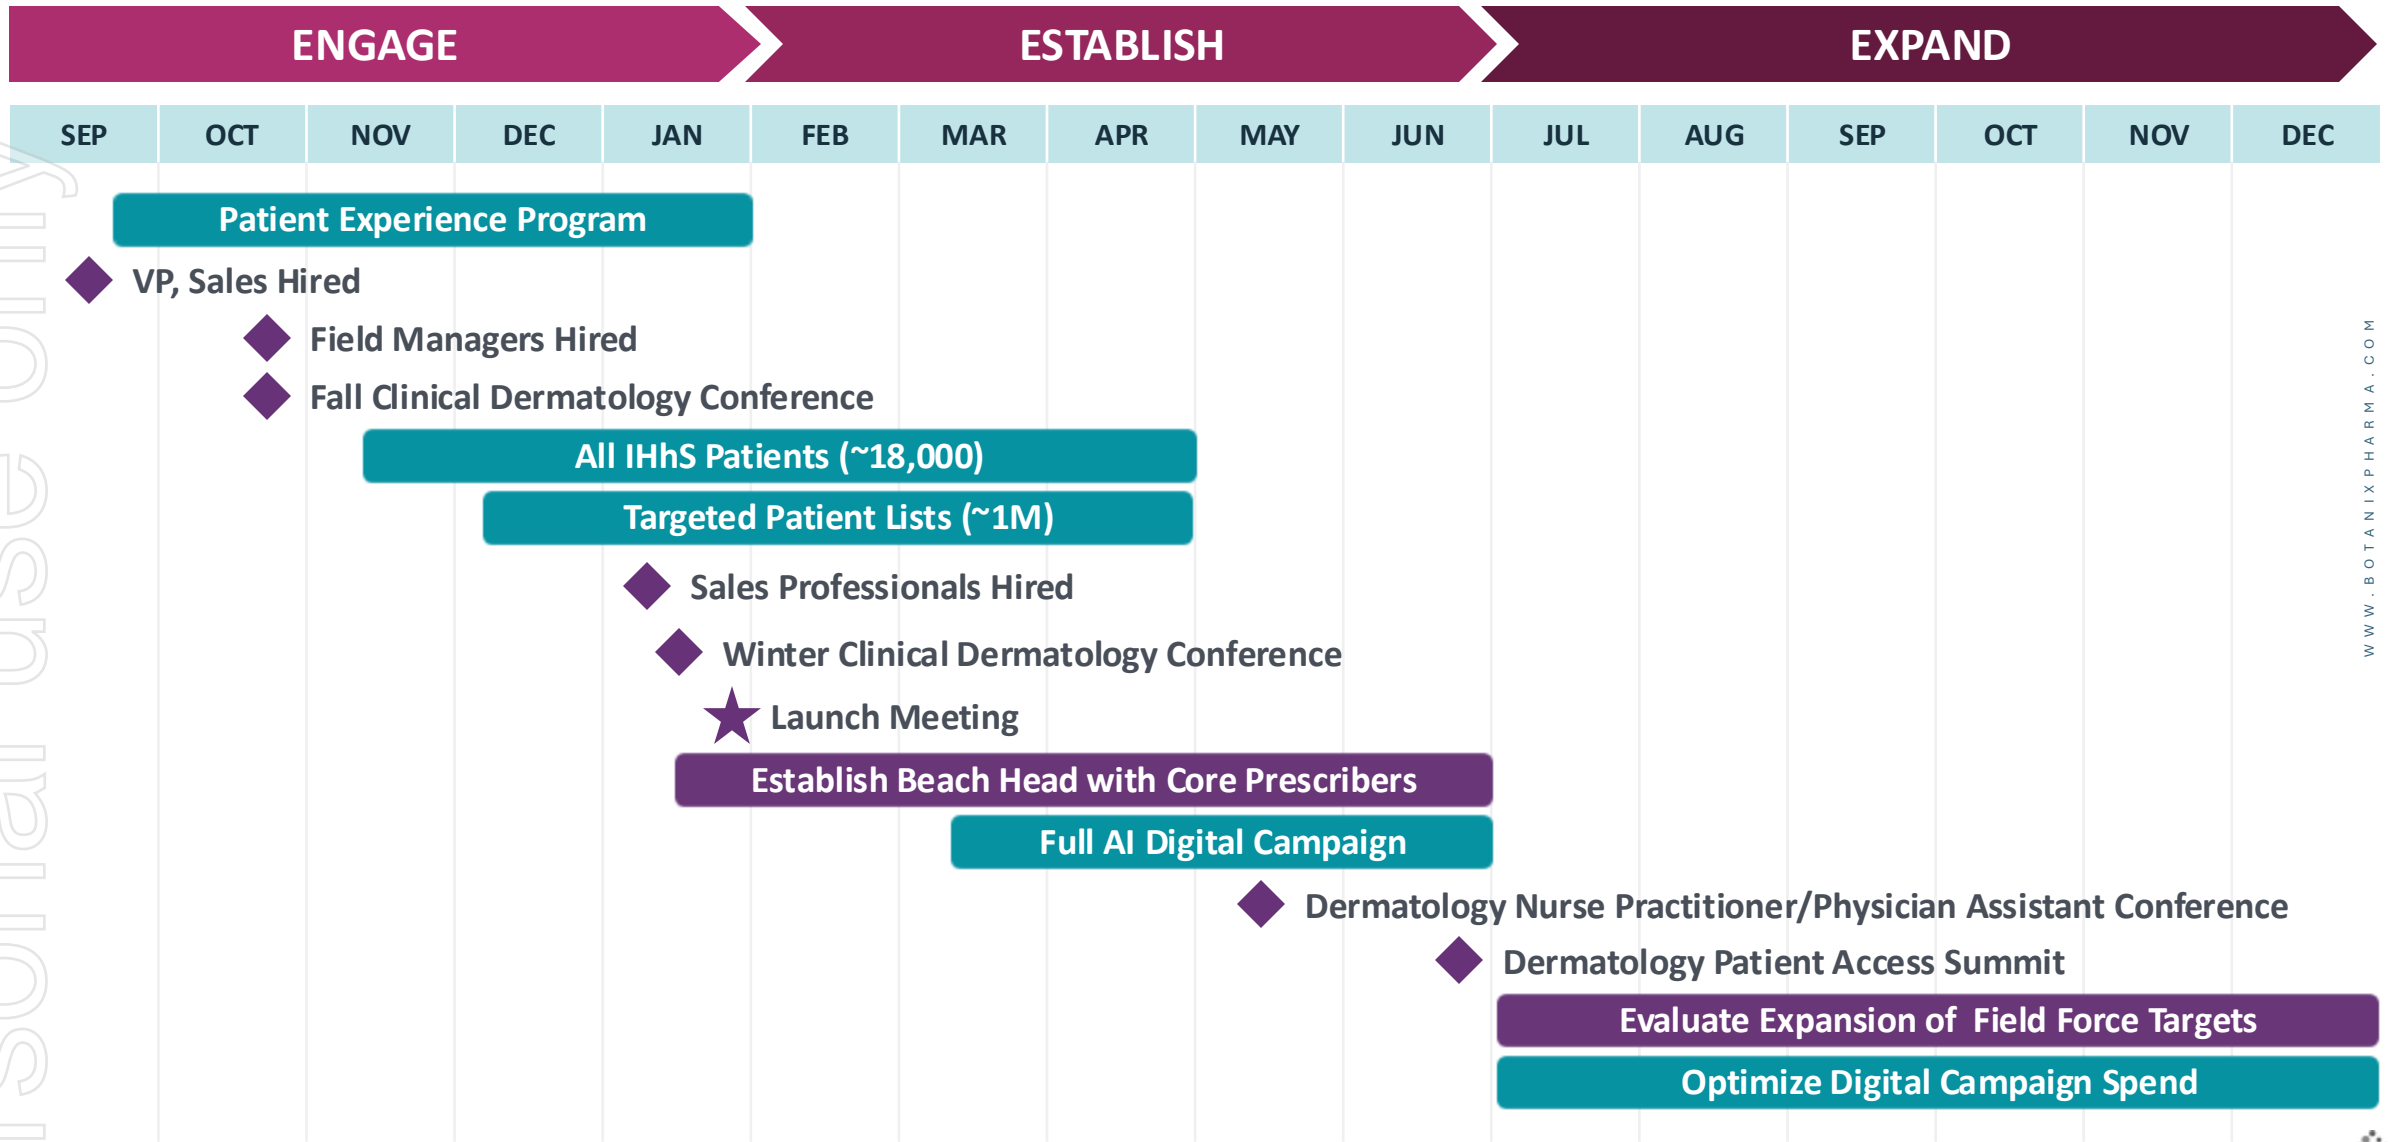 ENGAGE ESTABLISH EXPAND
SEP OCT NOV DEC JAN FEB MAR APR MAY JUN JUL AUG SEP OCT NOV DEC
Patient Experience Program
VP, Sales Hired
Field Managers Hired
Fall Clinical Dermatology Conference
All IHhS Patients (~18,000)
Targeted Patient Lists (~1M)
Sales Professionals Hired
Winter Clinical Dermatology Conference
Launch Meeting
Establish Beach Head with Core Prescribers
Full AI Digital Campaign
Dermatology Nurse Practitioner/Physician Assistant Conference
Dermatology Patient Access Summit
Evaluate Expansion of Field Force Targets
Optimize Digital Campaign Spend
WWW.BOTANIXPHARMA.COM
use only